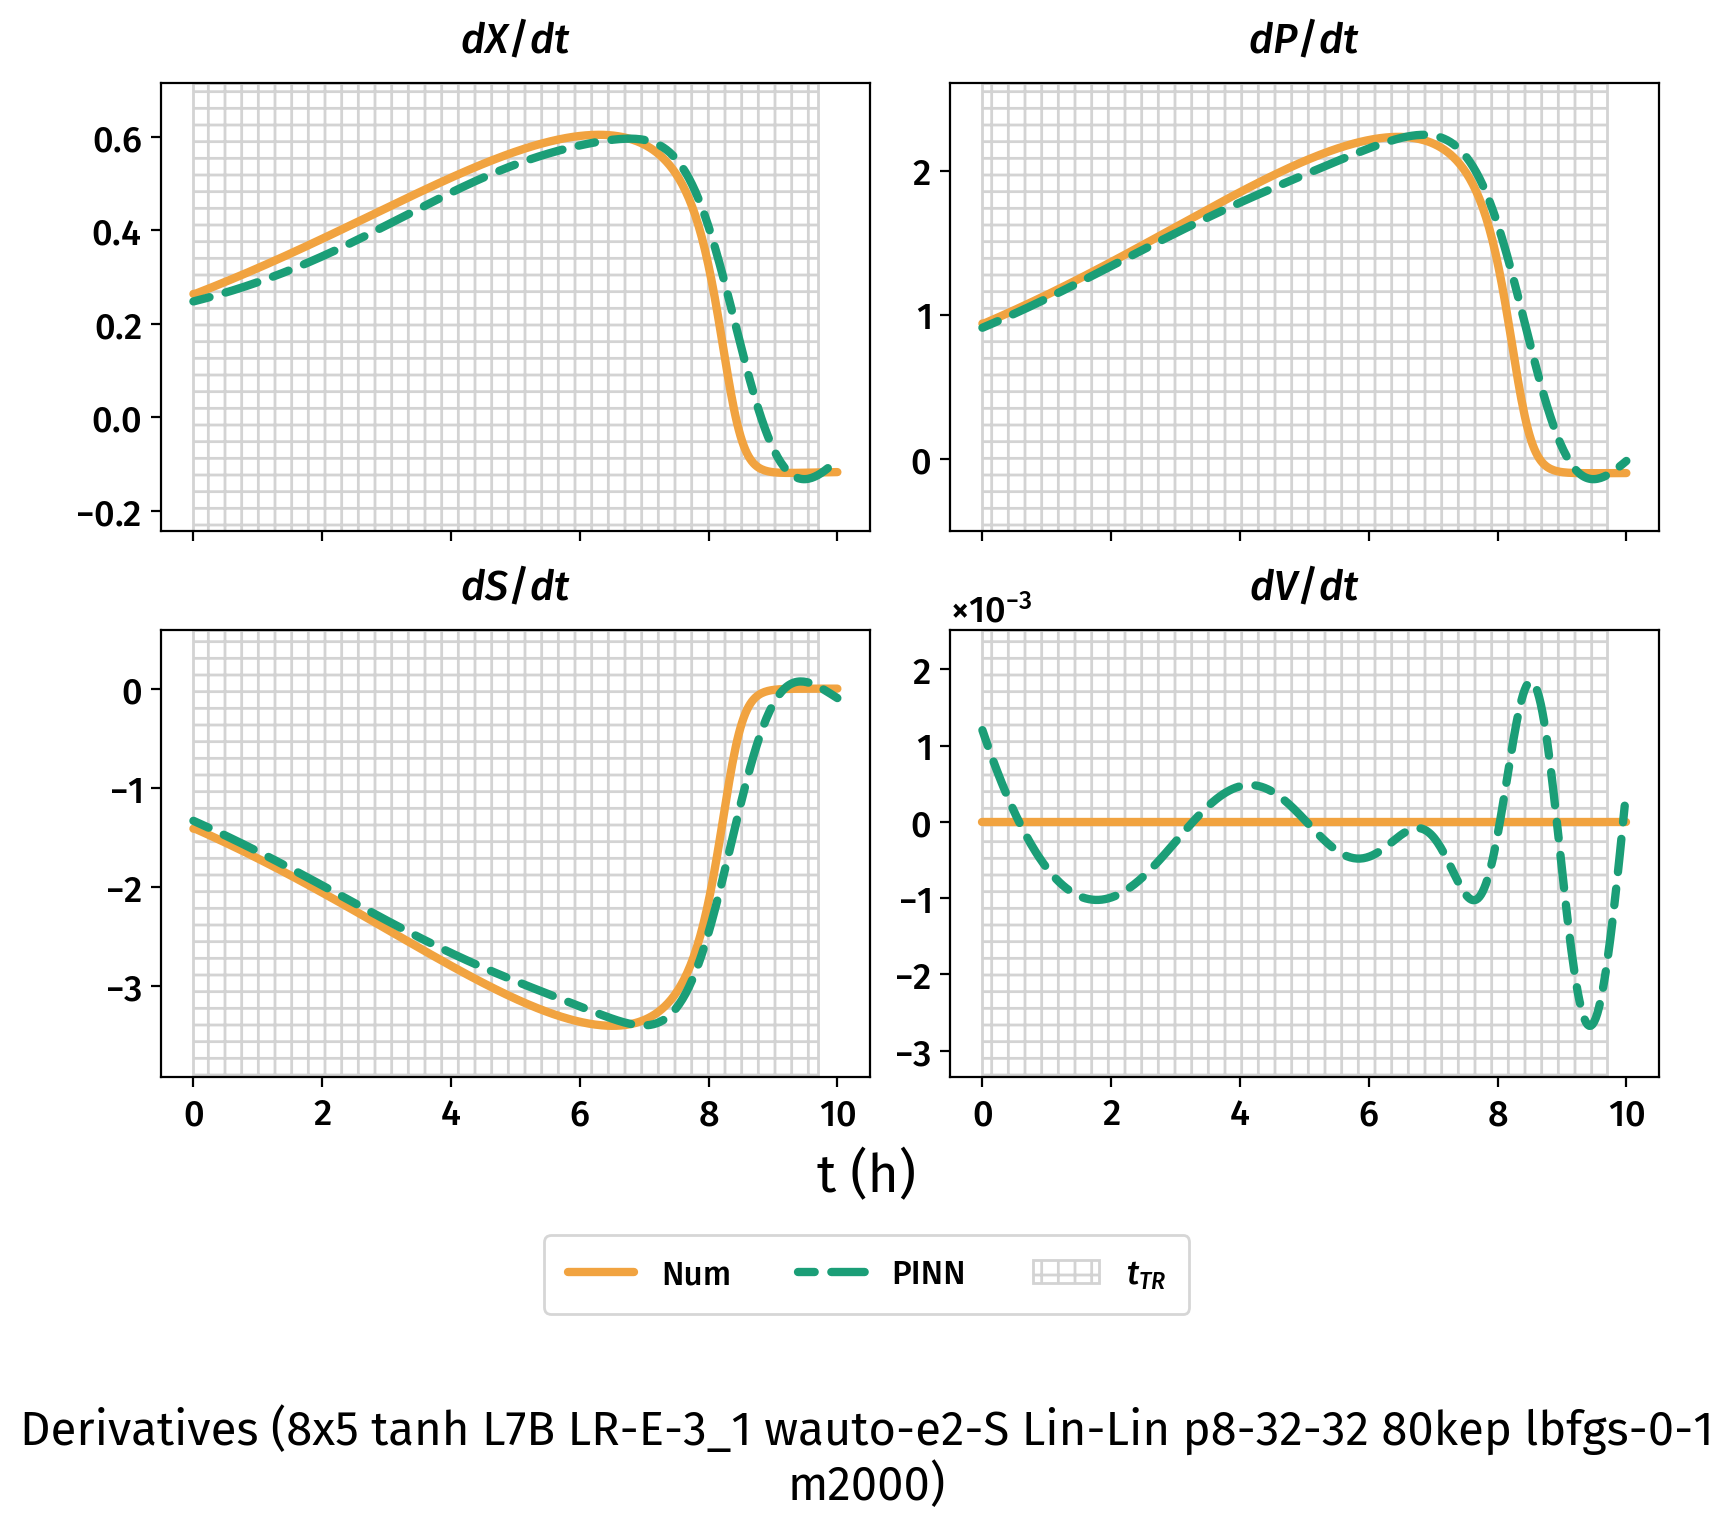 dX/dt
dP/dt
0.6
0.4
0.2
0.0
−0.2
2
1
0
dS/dt
dV/dt
×10⁻³
0
−1
−2
−3
2
1
0
−1
−2
−3
0 2 4 6 8 10
0 2 4 6 8 10
t (h)
Num PINN t_TR
Derivatives (8x5 tanh L7B LR-E-3_1 wauto-e2-S Lin-Lin p8-32-32 80kep lbfgs-0-1
m2000)